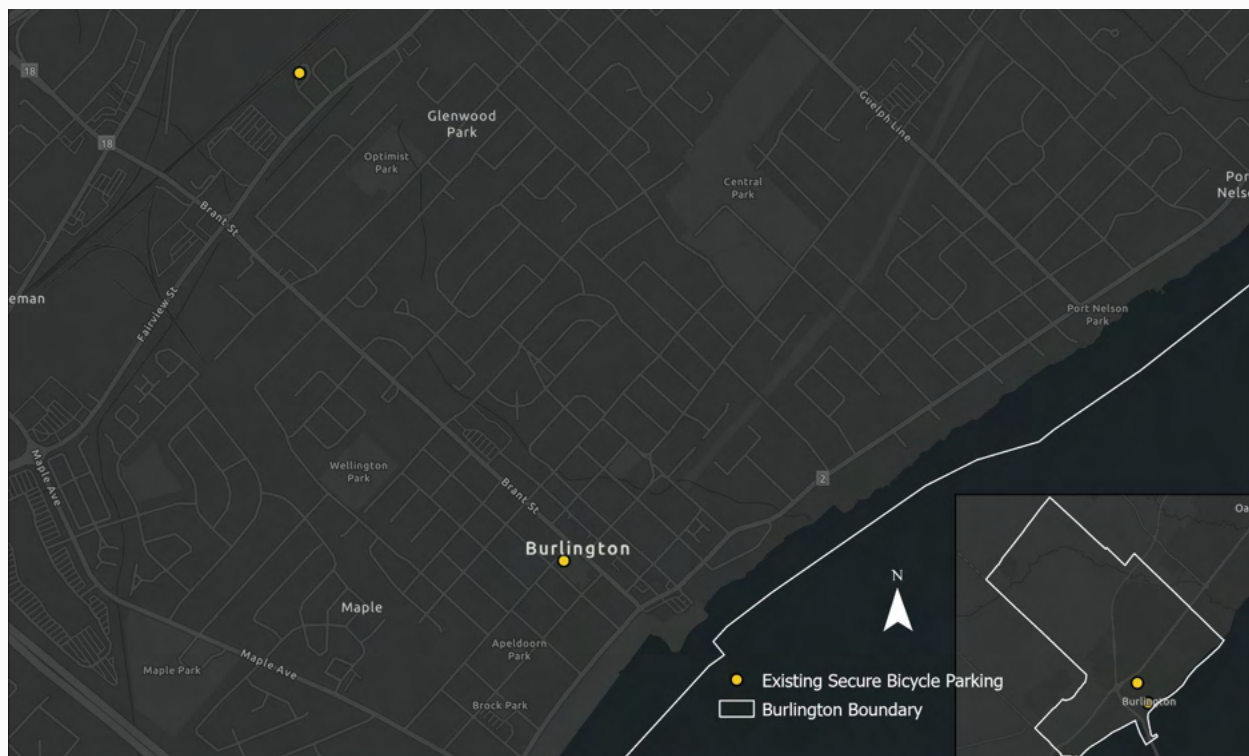 18
18
Glenwood
Park
Optimist
Park
Guelph Line
Central
Park
Por
Nels
Brant St
eman
Fairview St
Port Nelson
Park
Maple Ave
Wellington
Park
Brant St
2
Oa
Burlington
N
Maple
Apeldoorn
Park
Maple Park
Maple Ave
Brock Park
Existing Secure Bicycle Parking
Burlington Boundary
Burlington